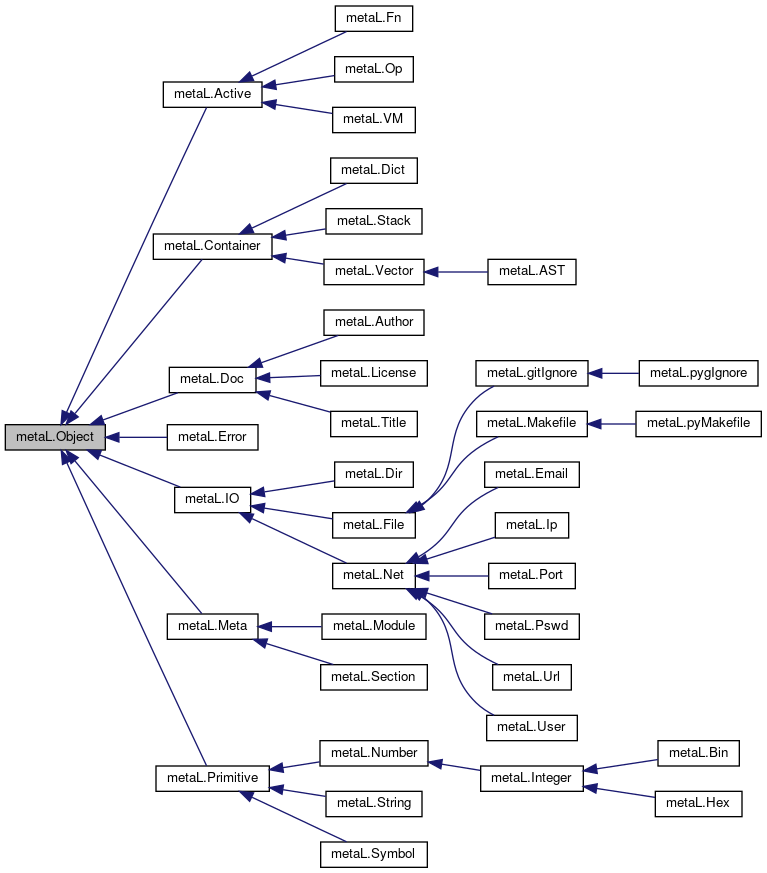 metaL.Fn
metaL.Op
metaL.Active
metaL.VM
metaL.Dict
metaL.Stack
metaL.Container
metaL.Vector
metaL.AST
metaL.Author
metaL.License
metaL.gitIgnore
metaL.pygIgnore
metaL.Doc
metaL.Title
metaL.Makefile
metaL.pyMakefile
metaL.Object
metaL.Error
metaL.Dir
metaL.Email
metaL.IO
metaL.File
metaL.Ip
metaL.Net
metaL.Port
metaL.Meta
metaL.Module
metaL.Pswd
metaL.Section
metaL.Url
metaL.User
metaL.Number
metaL.Bin
metaL.Primitive
metaL.Integer
metaL.String
metaL.Hex
metaL.Symbol